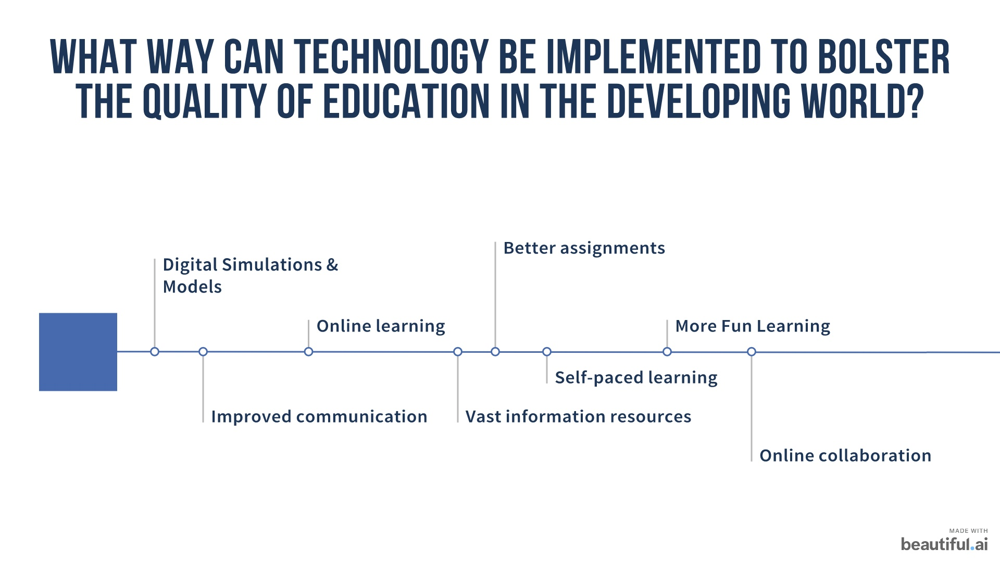 WHAT WAY CAN TECHNOLOGY BE IMPLEMENTED TO BOLSTER
THE QUALITY OF EDUCATION IN THE DEVELOPING WORLD?
Digital Simulations &
Models
Improved communication
Online learning
Vast information resources
Better assignments
Self-paced learning
More Fun Learning
Online collaboration
MADE WITH
beautiful.ai